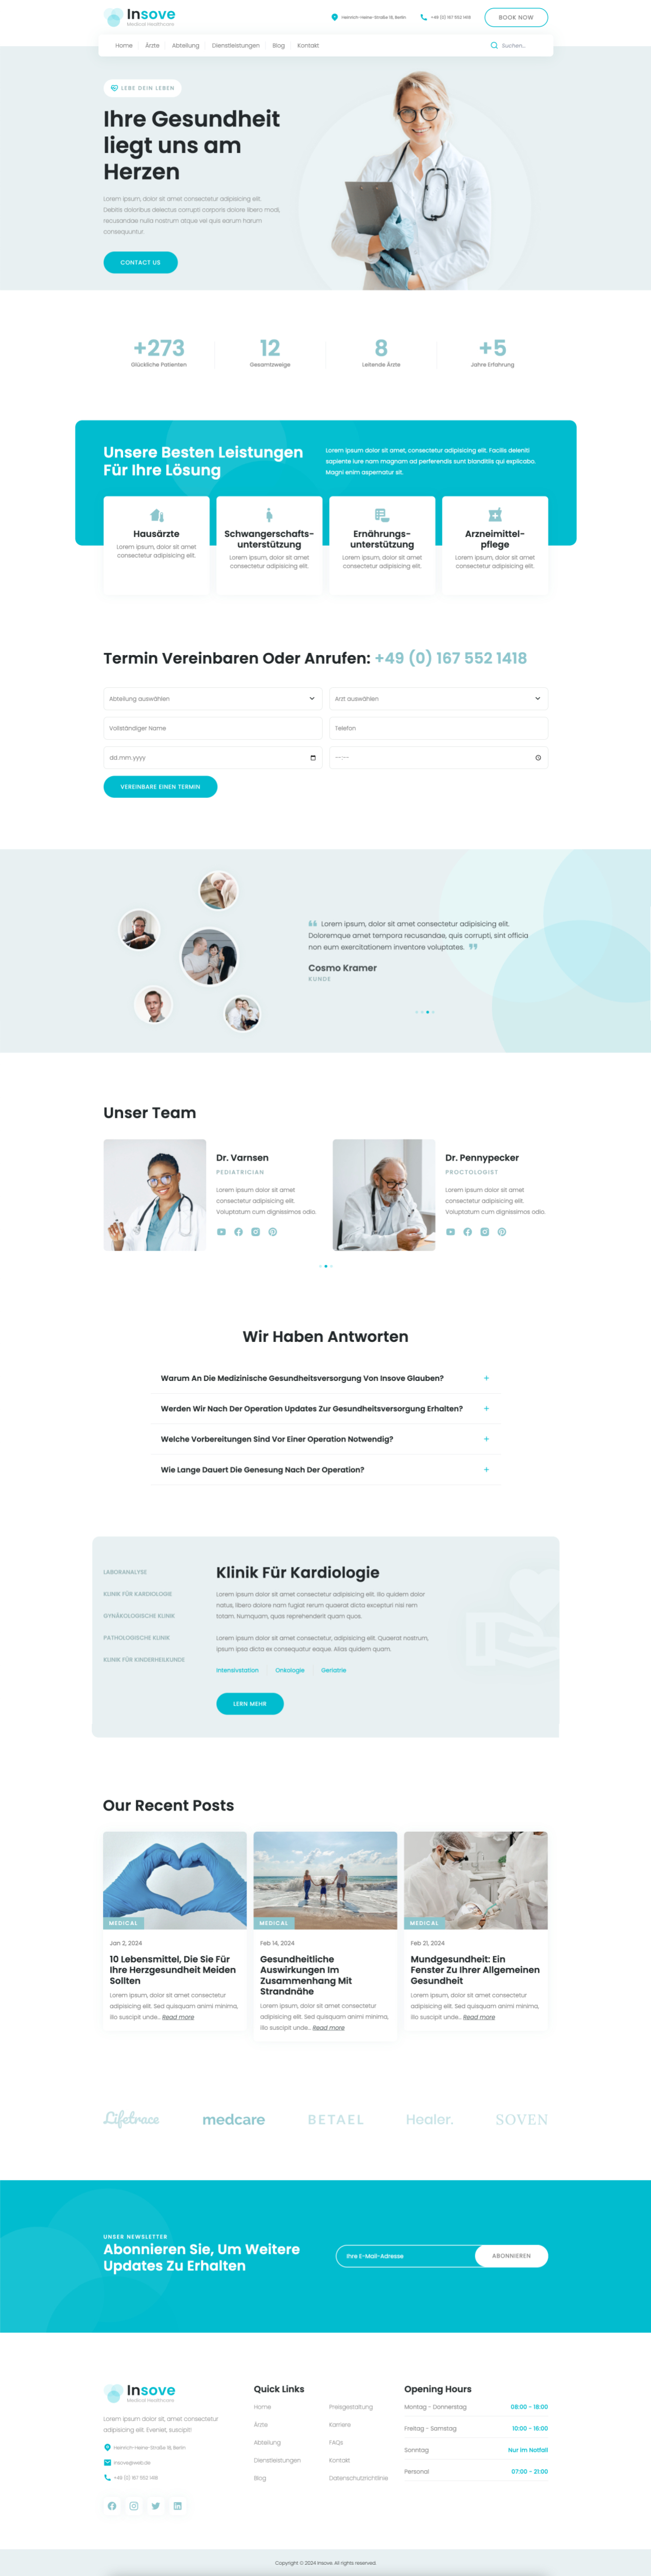 Insove
Medical Healthcare
Heinrich-Heine-Straße 18, Berlin
+49 (0) 167 552 1418
BOOK NOW
Home Ärzte Abteilung Dienstleistungen Blog Kontakt
Suchen...
LEBE DEIN LEBEN
Ihre Gesundheit
liegt uns am
Herzen
Lorem ipsum, dolor sit amet consectetur adipisicing elit.
Debitis doloribus delectus corrupti corporis dolore libero modi,
recusandae nulla nostrum atque vel quis earum harum
consequuntur.
CONTACT US
+273
Glückliche Patienten
12
Gesamtzweige
8
Leitende Ärzte
+5
Jahre Erfahrung
Unsere Besten Leistungen
Für Ihre Lösung
Lorem ipsum dolor sit amet, consectetur adipisicing elit. Facilis deleniti
sapiente iure nam magnam ad perferendis sunt blanditiis qui explicabo.
Magni enim aspernatur sit.
Hausärzte
Lorem ipsum, dolor sit amet
consectetur adipisicing elit.
Schwangerschafts-
unterstützung
Lorem ipsum, dolor sit amet
consectetur adipisicing elit.
Ernährungs-
unterstützung
Lorem ipsum, dolor sit amet
consectetur adipisicing elit.
Arzneimittel-
pflege
Lorem ipsum, dolor sit amet
consectetur adipisicing elit.
Termin Vereinbaren Oder Anrufen: +49 (0) 167 552 1418
Abteilung auswählen
Arzt auswählen
Vollständiger Name
Telefon
dd.mm.yyyy
--:--
VEREINBARE EINEN TERMIN
Lorem ipsum, dolor sit amet consectetur adipisicing elit.
Doloremque amet tempora recusandae, quis corrupti, sint officia
non eum exercitationem inventore voluptates.
Cosmo Kramer
KUNDE
Unser Team
Dr. Varnsen
PEDIATRICIAN
Lorem ipsum dolor sit amet
consectetur adipisicing elit.
Voluptatum cum dignissimos odio.
Dr. Pennypecker
PROCTOLOGIST
Lorem ipsum dolor sit amet
consectetur adipisicing elit.
Voluptatum cum dignissimos odio.
Wir Haben Antworten
Warum An Die Medizinische Gesundheitsversorgung Von Insove Glauben? +
Werden Wir Nach Der Operation Updates Zur Gesundheitsversorgung Erhalten? +
Welche Vorbereitungen Sind Vor Einer Operation Notwendig? +
Wie Lange Dauert Die Genesung Nach Der Operation? +
LABORANALYSE
KLINIK FÜR KARDIOLOGIE
GYNÄKOLOGISCHE KLINIK
PATHOLOGISCHE KLINIK
KLINIK FÜR KINDERHEILKUNDE
Klinik Für Kardiologie
Lorem ipsum dolor sit amet consectetur adipisicing elit. Illo quidem dolor
natus, libero dolore nam fugiat rerum quaerat dicta excepturi nisi rem
totam. Numquam, quas reprehenderit quam quos.
Lorem ipsum dolor sit amet consectetur, adipisicing elit. Quaerat nostrum,
ipsum ipsa dicta ex consequatur eaque. Alias quidem quam.
Intensivstation Onkologie Geriatrie
LERN MEHR
Our Recent Posts
MEDICAL
Jan 2, 2024
10 Lebensmittel, Die Sie Für
Ihre Herzgesundheit Meiden
Sollten
Lorem ipsum, dolor sit amet consectetur
adipisicing elit. Sed quisquam animi minima,
illo suscipit unde... Read more
MEDICAL
Feb 14, 2024
Gesundheitliche
Auswirkungen Im
Zusammenhang Mit
Strandnähe
Lorem ipsum, dolor sit amet consectetur
adipisicing elit. Sed quisquam animi minima,
illo suscipit unde... Read more
MEDICAL
Feb 21, 2024
Mundgesundheit: Ein
Fenster Zu Ihrer Allgemeinen
Gesundheit
Lorem ipsum, dolor sit amet consectetur
adipisicing elit. Sed quisquam animi minima,
illo suscipit unde... Read more
Lifetrace medcare BETAEL Healer. SOVEN
UNSER NEWSLETTER
Abonnieren Sie, Um Weitere
Updates Zu Erhalten
Ihre E-Mail-Adresse
ABONNIEREN
Insove
Medical Healthcare
Lorem ipsum dolor sit, amet consectetur
adipisicing elit. Eveniet, suscipit!
Heinrich-Heine-Straße 18, Berlin
insove@web.de
+49 (0) 167 552 1418
Quick Links
Home
Ärzte
Abteilung
Dienstleistungen
Blog
Preisgestaltung
Karriere
FAQs
Kontakt
Datenschutzrichtlinie
Opening Hours
Montag - Donnerstag 08:00 - 18:00
Freitag - Samstag 10:00 - 16:00
Sonntag Nur im Notfall
Personal 07:00 - 21:00
Copyright © 2024 Insove. All rights reserved.